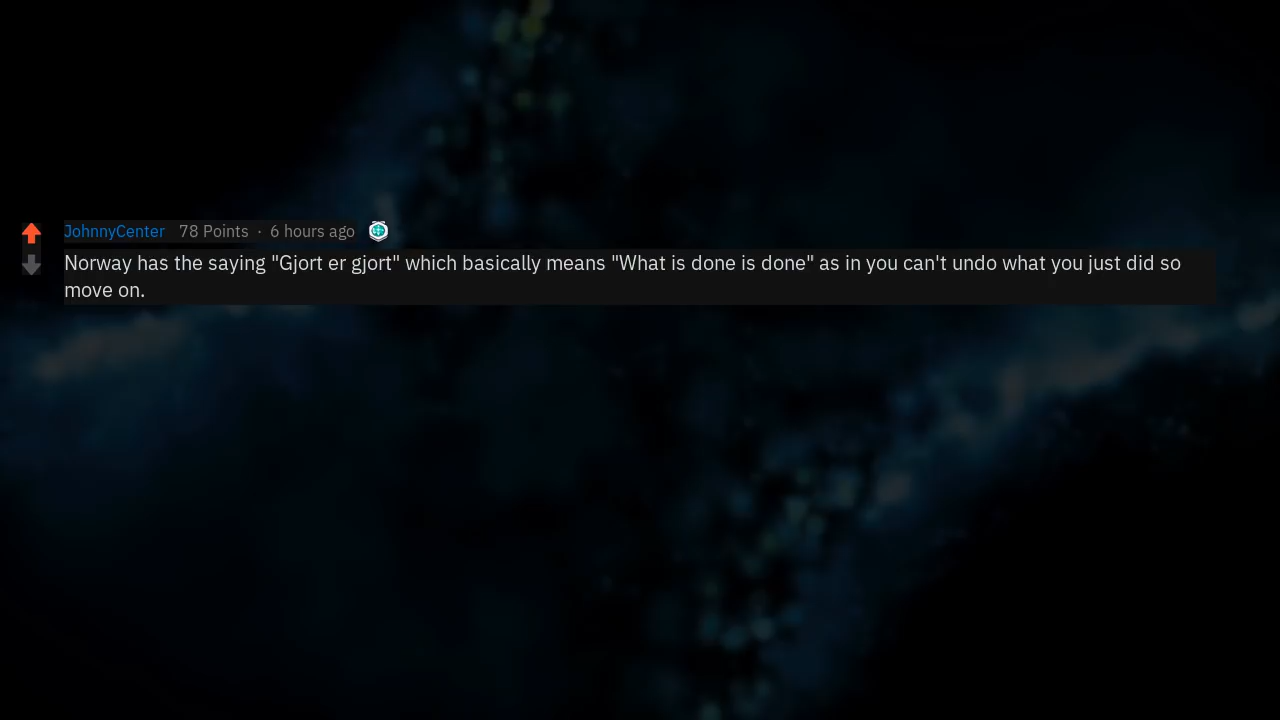 JohnnyCenter 78 Points · 6 hours ago
Norway has the saying "Gjort er gjort" which basically means "What is done is done" as in you can't undo what you just did so
move on.